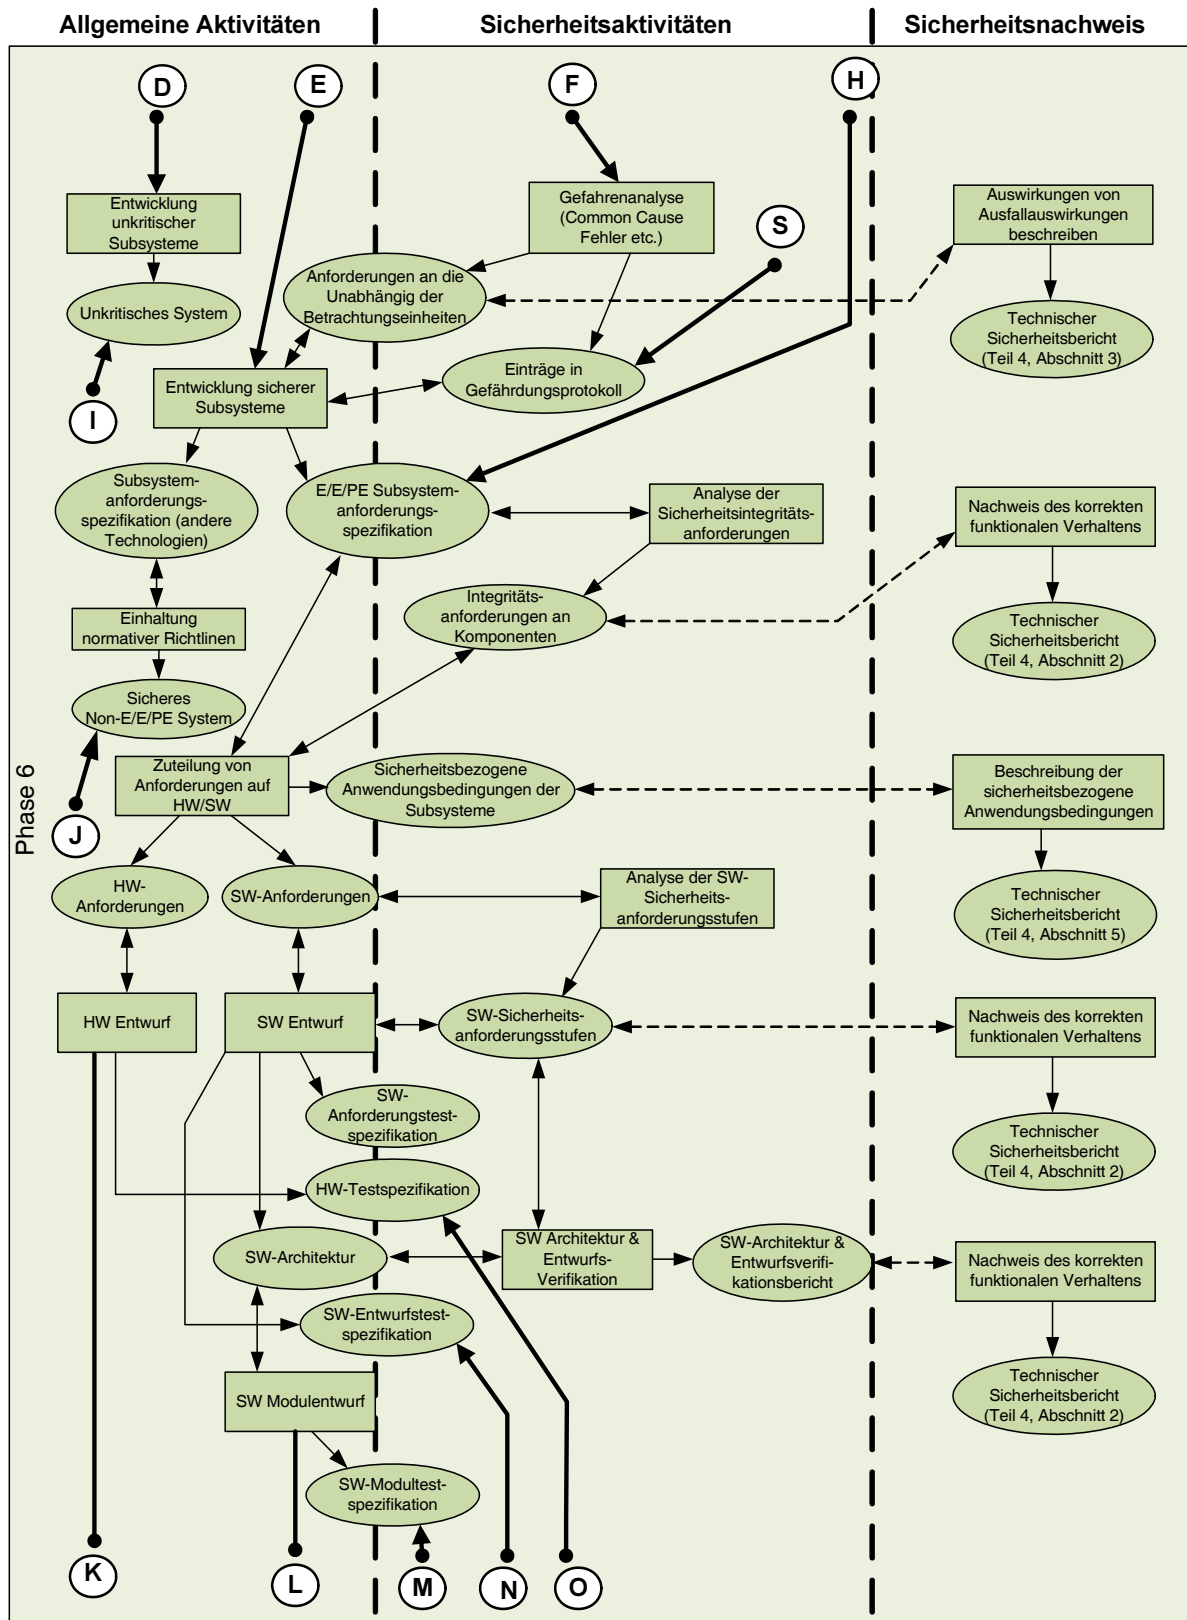 Allgemeine Aktivitäten
Sicherheitsaktivitäten
Sicherheitsnachweis
D
E
F
H
Entwicklung
unkritischer
Subsysteme
Gefahrenanalyse
(Common Cause
Fehler etc.)
Auswirkungen von
Ausfallauswirkungen
beschreiben
S
Anforderungen an die
Unabhängig der
Betrachtungseinheiten
Unkritisches System
Technischer
Sicherheitsbericht
(Teil 4, Abschnitt 3)
Entwicklung sicherer
Subsysteme
Einträge in
Gefährdungsprotokoll
I
Subsystem-
anforderungs-
spezifikation (andere
Technologien)
E/E/PE Subsystem-
anforderungs-
spezifikation
Analyse der
Sicherheitsintegritäts-
anforderungen
Nachweis des korrekten
funktionalen Verhaltens
Einhaltung
normativer Richtlinen
Integritäts-
anforderungen an
Komponenten
Technischer
Sicherheitsbericht
(Teil 4, Abschnitt 2)
Sicheres
Non-E/E/PE System
Phase 6
Zuteilung von
Anforderungen auf
HW/SW
Sicherheitsbezogene
Anwendungsbedingungen der
Subsysteme
Beschreibung der
sicherheitsbezogene
Anwendungsbedingungen
J
HW-
Anforderungen
SW-Anforderungen
Analyse der SW-
Sicherheits-
anforderungsstufen
Technischer
Sicherheitsbericht
(Teil 4, Abschnitt 5)
HW Entwurf
SW Entwurf
SW-Sicherheits-
anforderungsstufen
Nachweis des korrekten
funktionalen Verhaltens
SW-
Anforderungstest-
spezifikation
Technischer
Sicherheitsbericht
(Teil 4, Abschnitt 2)
HW-Testspezifikation
SW-Architektur
SW Architektur &
Entwurfs-
Verifikation
SW-Architektur &
Entwurfsverifi-
kationsbericht
Nachweis des korrekten
funktionalen Verhaltens
SW-Entwurfstest-
spezifikation
SW Modulentwurf
Technischer
Sicherheitsbericht
(Teil 4, Abschnitt 2)
SW-Modultest-
spezifikation
K
L
M
N
O